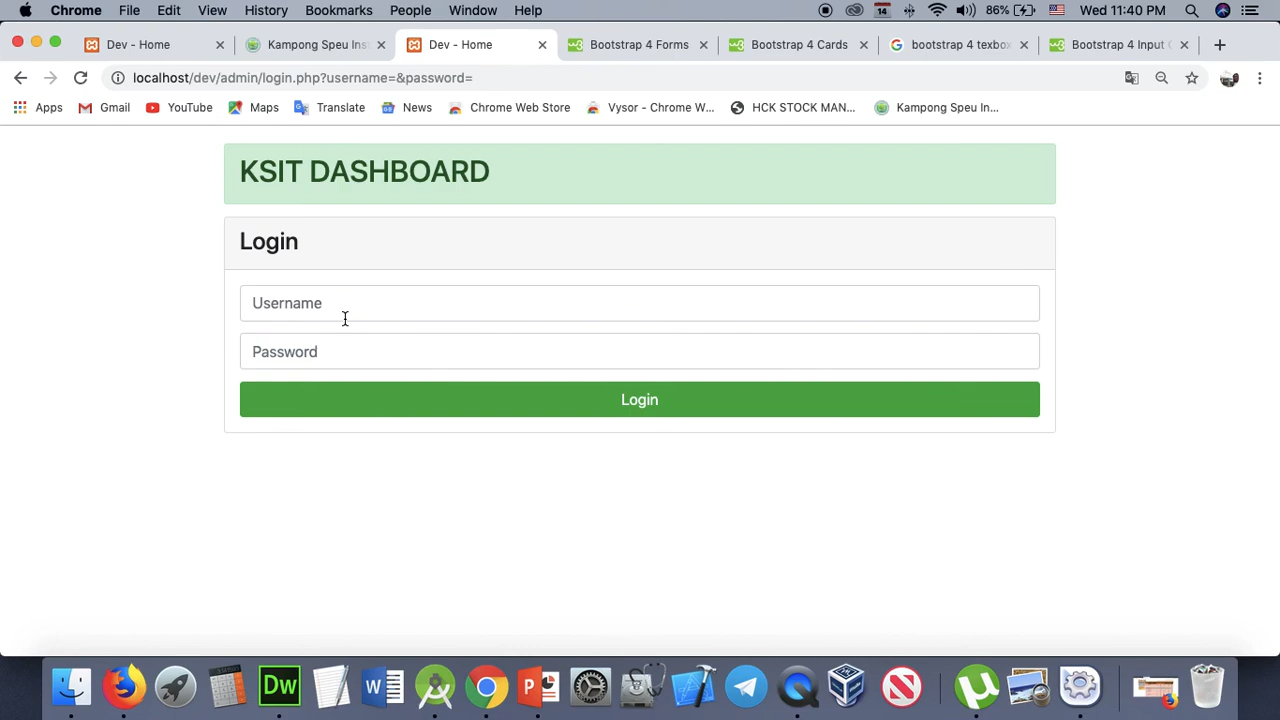 Chrome File Edit View History Bookmarks People Window Help 14 86% Wed 11:40 PM
Dev - Home Kampong Speu Ins Dev - Home Bootstrap 4 Forms Bootstrap 4 Cards bootstrap 4 texbox Bootstrap 4 Input
localhost/dev/admin/login.php?username=&password=
Apps Gmail YouTube Maps Translate News Chrome Web Store Vysor - Chrome W... HCK STOCK MAN... Kampong Speu In...
KSIT DASHBOARD
Login
Username
Password
Login
Dw W P